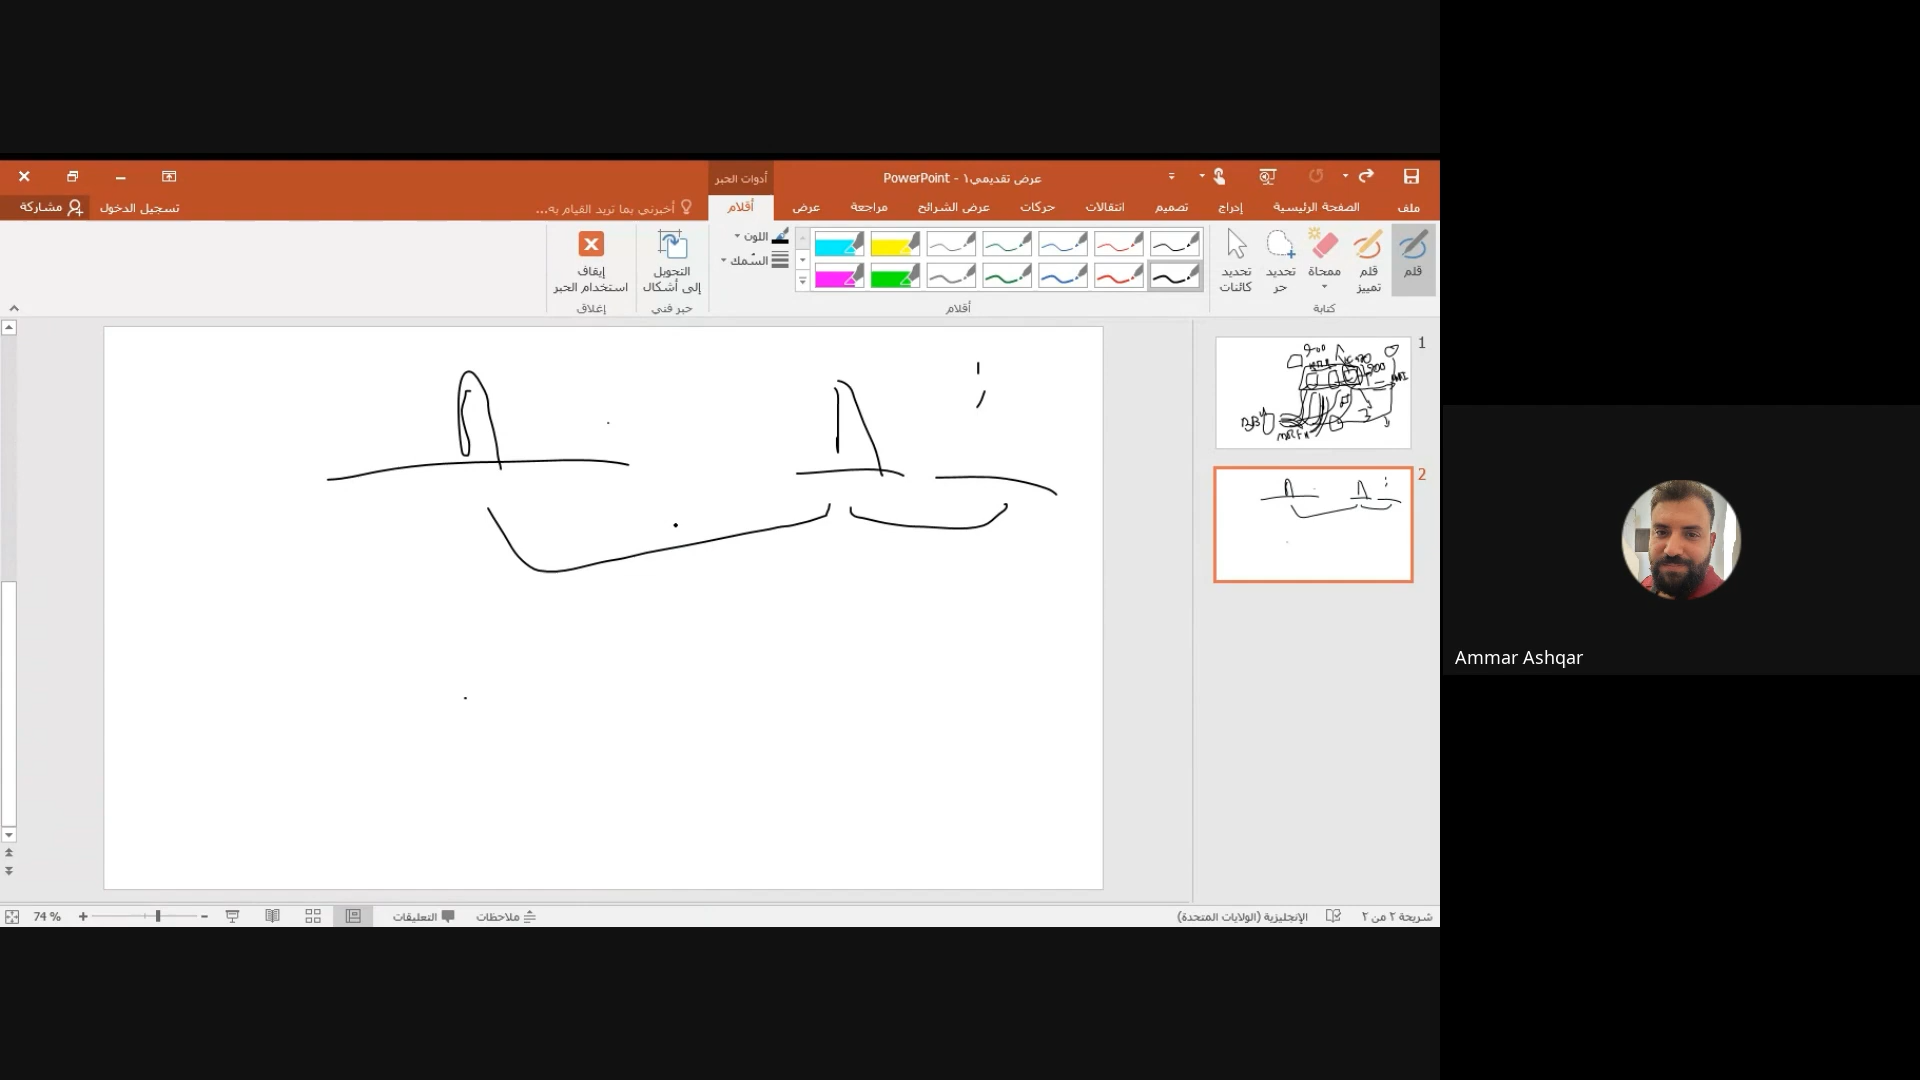 عرض تقديمي١ - PowerPoint
أدوات الحبر
ملف
الصفحة الرئيسية
إدراج
تصميم
انتقالات
حركات
عرض الشرائح
مراجعة
عرض
أقلام
أخبرني بما تريد القيام به...
تسجيل الدخول
مشاركة
قلم
قلم تمييز
ممحاة
تحديد حر
تحديد كائنات
اللون
السُمك
التحويل إلى أشكال
إيقاف استخدام الحبر
كتابة
أقلام
حبر فني
إغلاق
1
2
Ammar Ashqar
شريحة ٢ من ٢
الإنجليزية (الولايات المتحدة)
ملاحظات
التعليقات
74 %